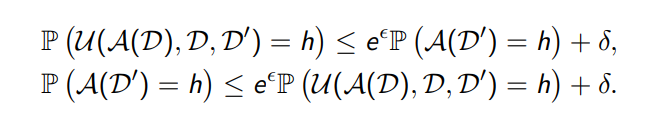 ℙ (𝒰(𝒜(𝒟), 𝒟, 𝒟′) = h) ≤ e^ϵ ℙ (𝒜(𝒟′) = h) + δ,
ℙ (𝒜(𝒟′) = h) ≤ e^ϵ ℙ (𝒰(𝒜(𝒟), 𝒟, 𝒟′) = h) + δ.